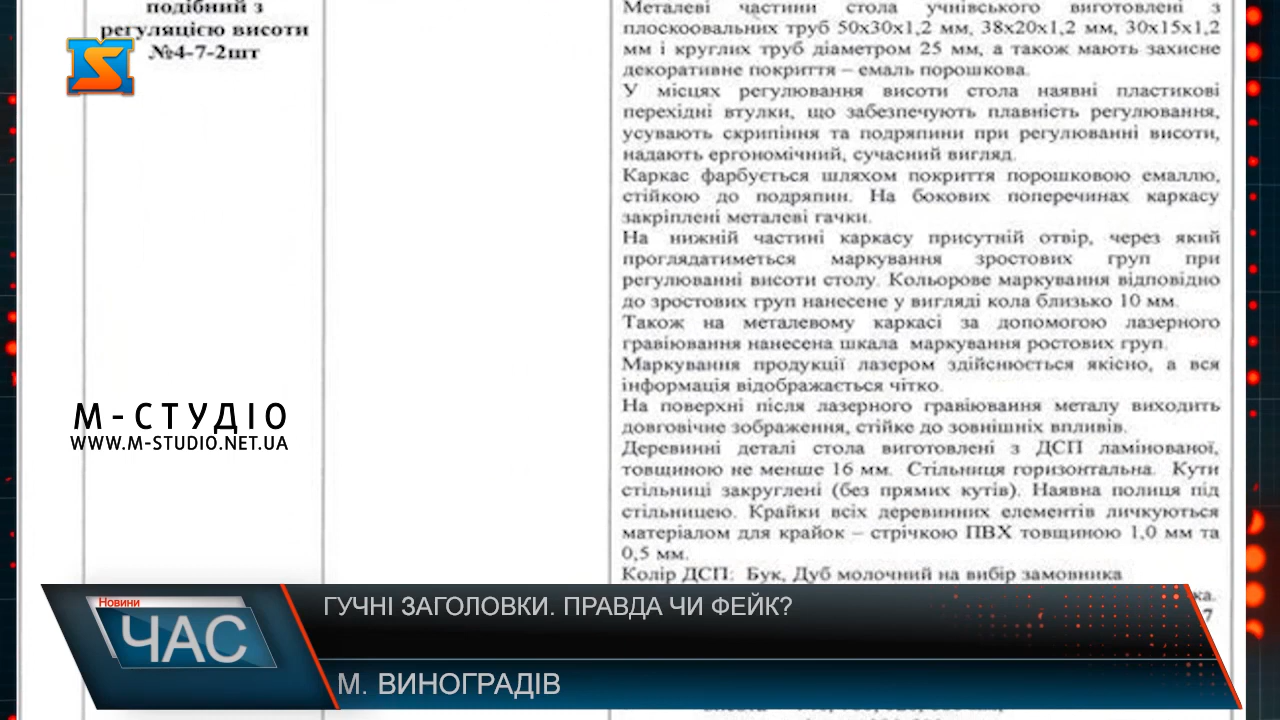 подібний з
регуляцією висоти
№4-7-2шт
Металеві частини стола учнівського виготовлені з
плоскоовальних труб 50х30х1,2 мм, 38х20х1,2 мм, 30х15х1,2
мм і круглих труб діаметром 25 мм, а також мають захисне
декоративне покриття – емаль порошкова.
У місцях регулювання висоти стола наявні пластикові
перехідні втулки, що забезпечують плавність регулювання,
усувають скрипіння та подряпини при регулюванні висоти,
надають ергономічний, сучасний вигляд.
Каркас фарбується шляхом покриття порошковою емаллю,
стійкою до подряпин. На бокових поперечинах каркасу
закріплені металеві гачки.
На нижній частині каркасу присутній отвір, через який
проглядатиметься маркування зростових груп при
регулюванні висоти столу. Кольорове маркування відповідно
до зростових груп нанесене у вигляді кола близько 10 мм.
Також на металевому каркасі за допомогою лазерного
гравіювання нанесена шкала маркування ростових груп.
Маркування продукції лазером здійснюється якісно, а вся
інформація відображається чітко.
На поверхні після лазерного гравіювання металу виходить
довговічне зображення, стійке до зовнішніх впливів.
Деревинні деталі стола виготовлені з ДСП ламінованої,
товщиною не менше 16 мм. Стільниця горизонтальна. Кути
стільниці закруглені (без прямих кутів). Наявна полиця під
стільницею. Крайки всіх деревинних елементів личкуються
матеріалом для крайок – стрічкою ПВХ товщиною 1,0 мм та
0,5 мм.
Колір ДСП: Бук, Дуб молочний на вибір замовника
М-СТУДІО
WWW.M-STUDIO.NET.UA
Новини
ЧАС
ГУЧНІ ЗАГОЛОВКИ. ПРАВДА ЧИ ФЕЙК?
М. ВИНОГРАДІВ